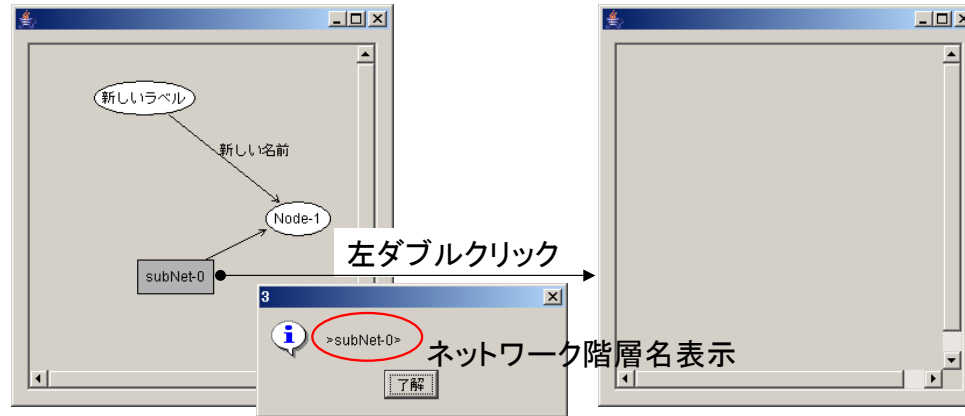 新しいラベル
新しい名前
Node-1
左ダブルクリック
subNet-0
3
>subNet-0>
ネットワーク階層名表示
了解